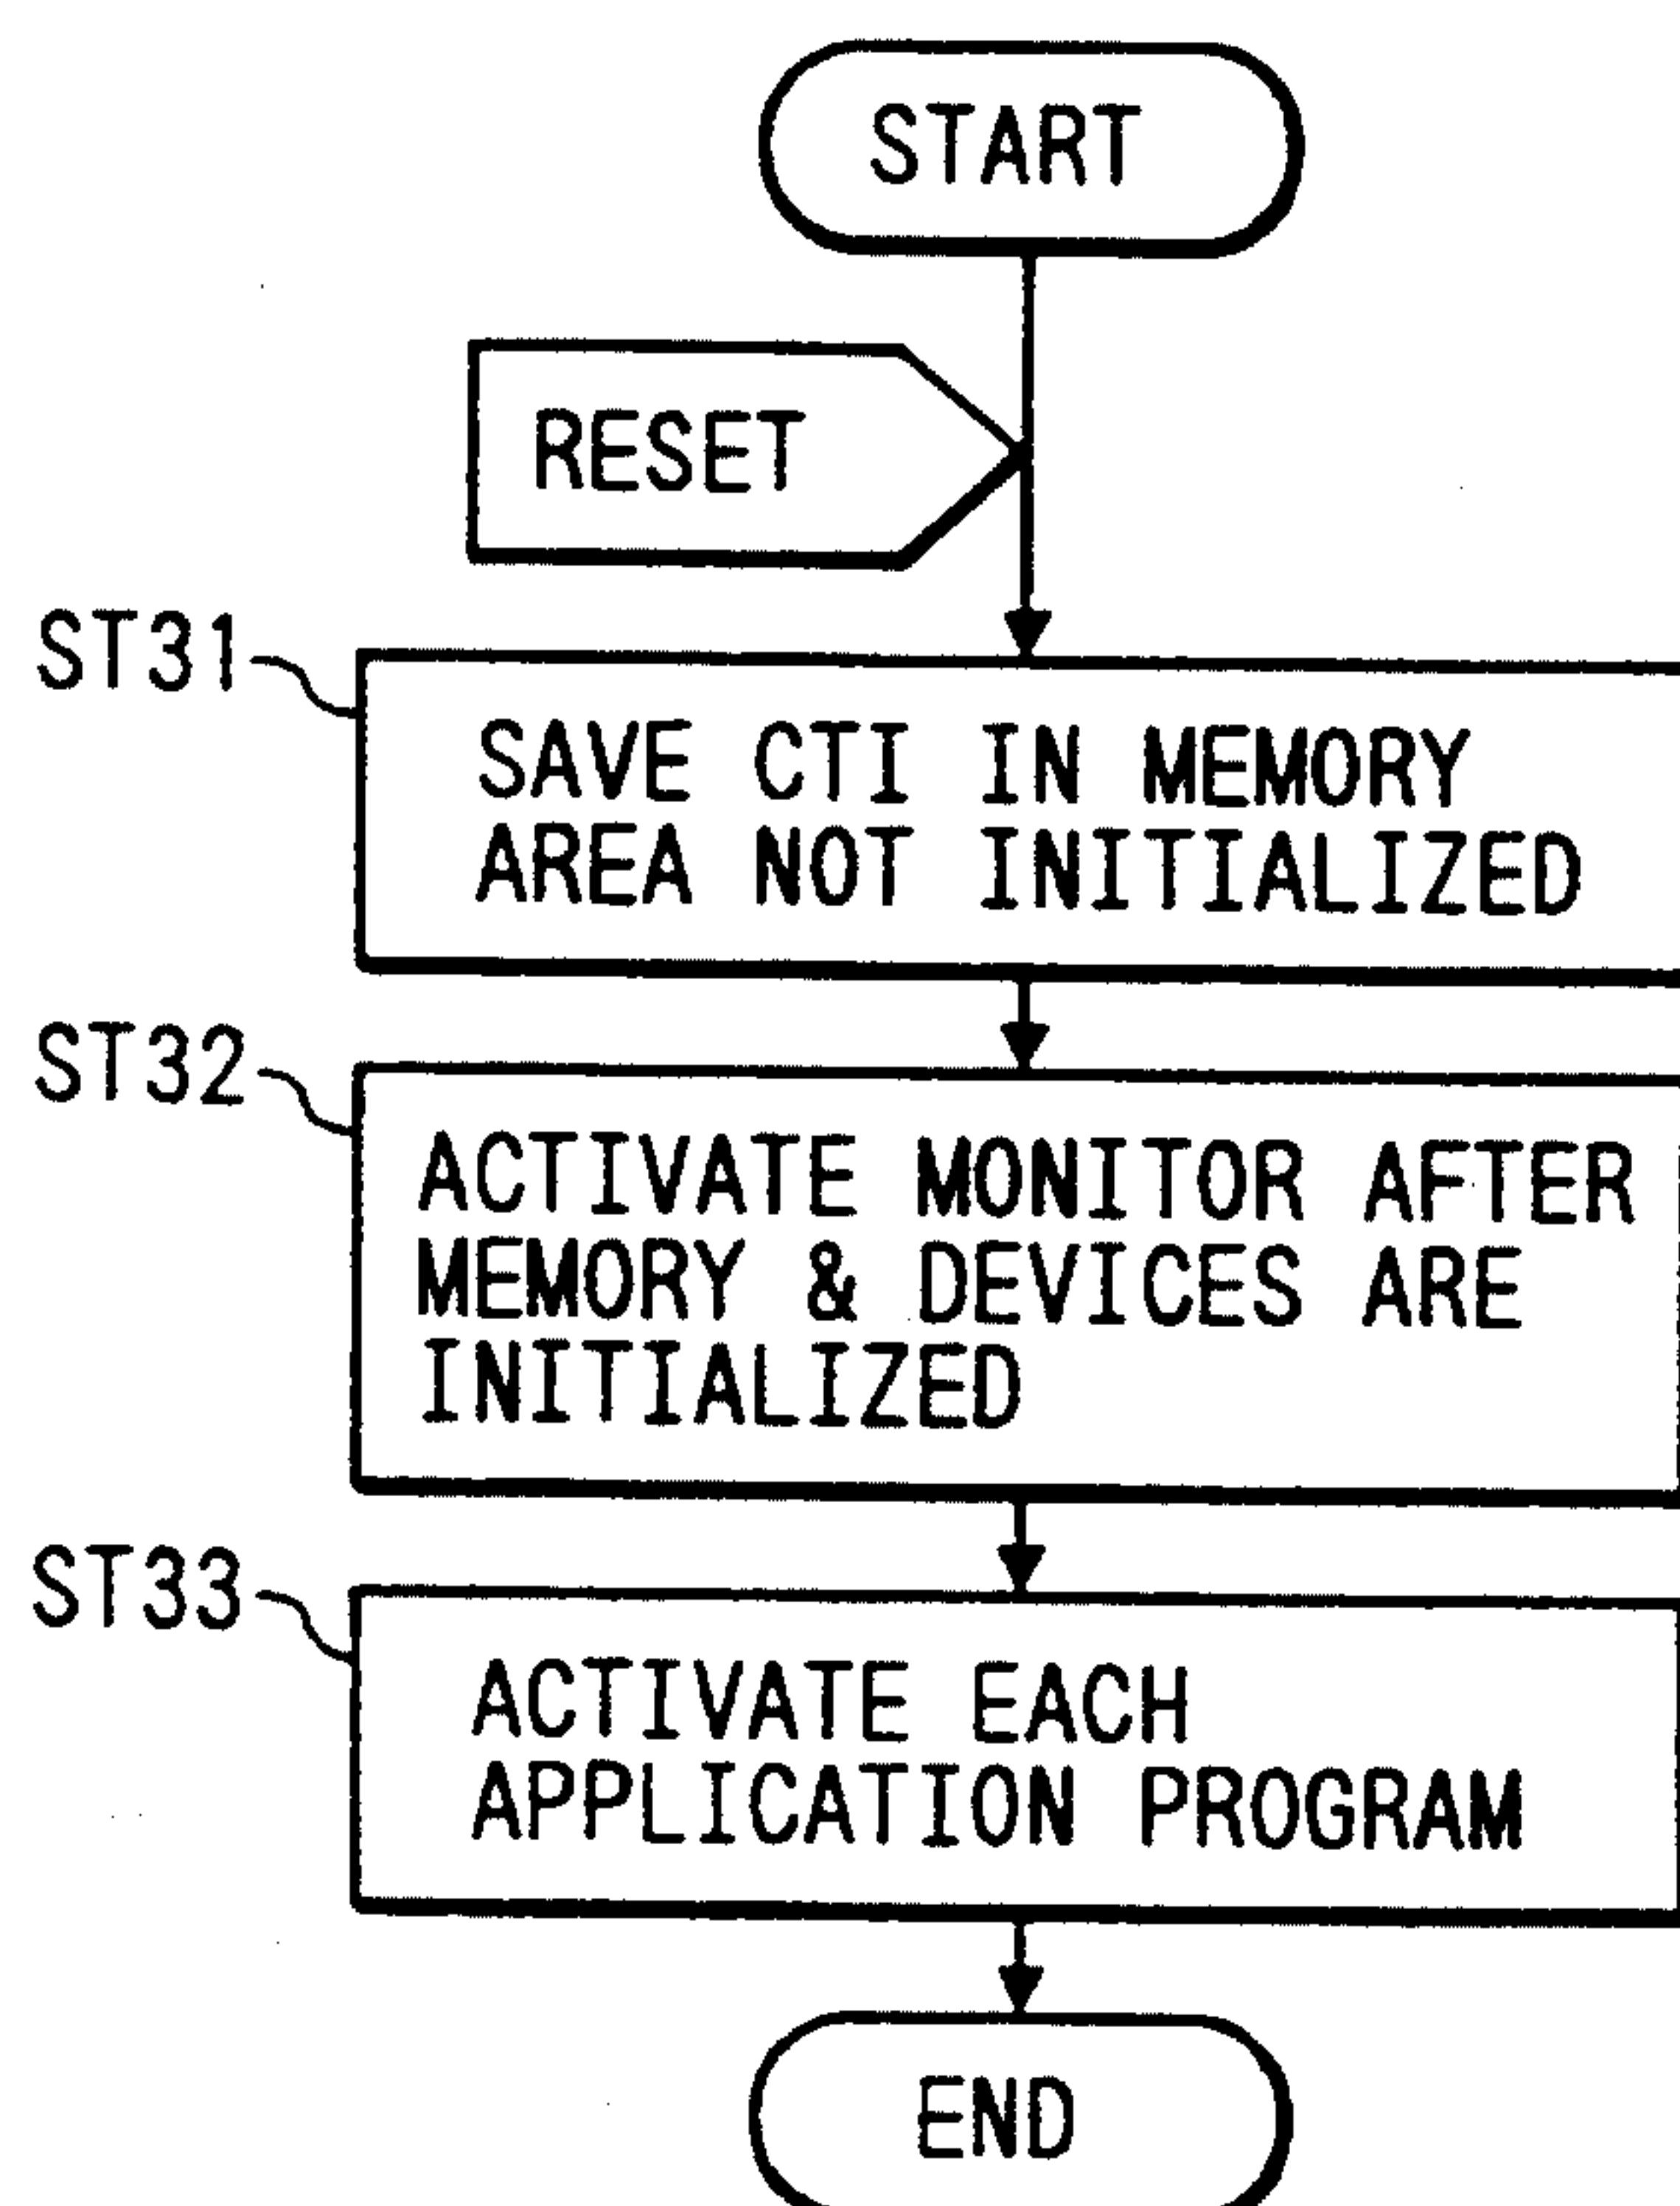 START
RESET
ST31
SAVE CTI IN MEMORY
AREA NOT INITIALIZED
ST32
ACTIVATE MONITOR AFTER
MEMORY & DEVICES ARE
INITIALIZED
ST33
ACTIVATE EACH
APPLICATION PROGRAM
END